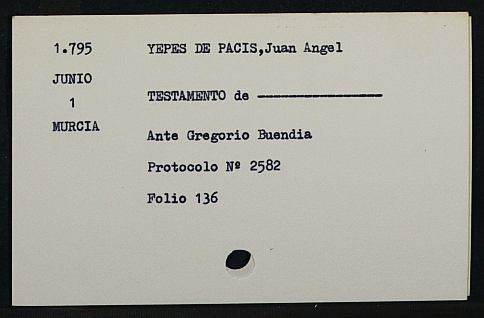 1.795 YEPES DE PACIS,Juan Angel
JUNIO
1 TESTAMENTO de ----------------
MURCIA
Ante Gregorio Buendia
Protocolo Nº 2582
Folio 136